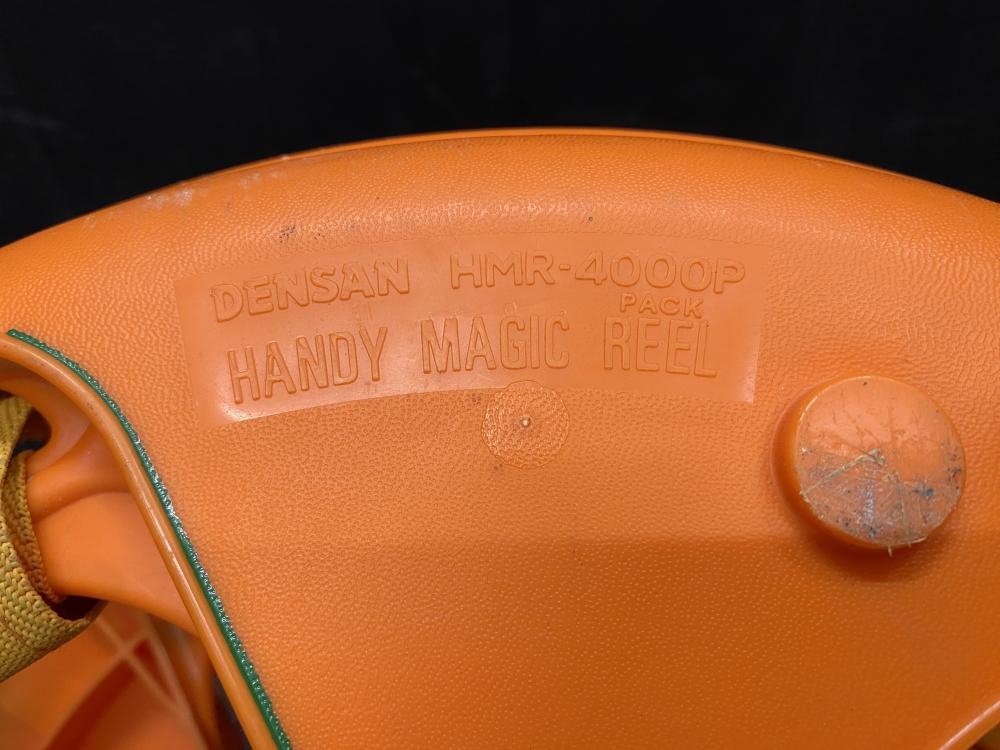 DENSAN HMR-4000P
PACK
HANDY MAGIC REEL